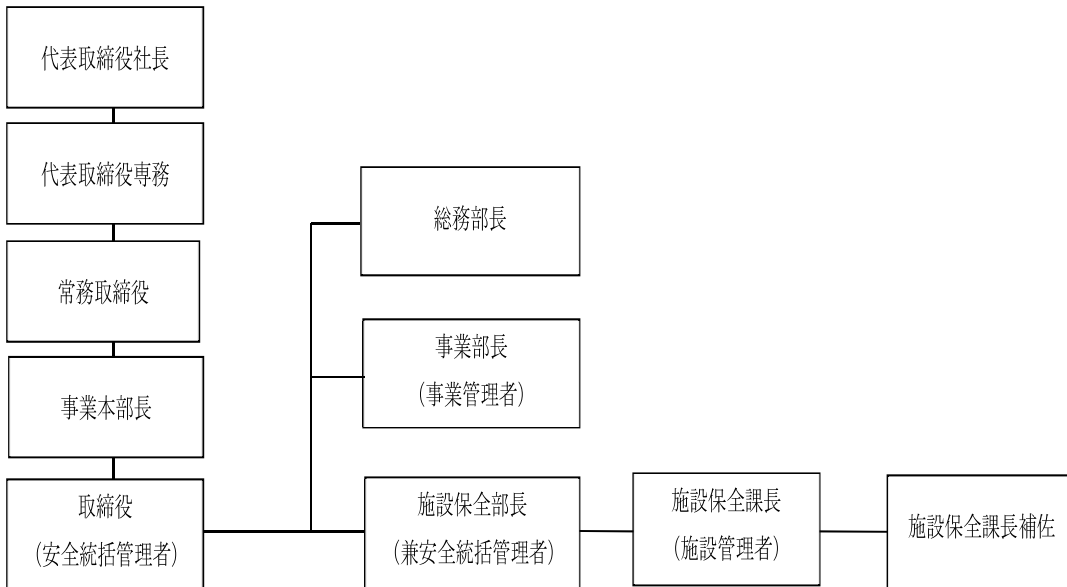 代表取締役社長
代表取締役専務
常務取締役
事業本部長
取締役
(安全統括管理者)
総務部長
事業部長
(事業管理者)
施設保全部長
(兼安全統括管理者)
施設保全課長
(施設管理者)
施設保全課長補佐